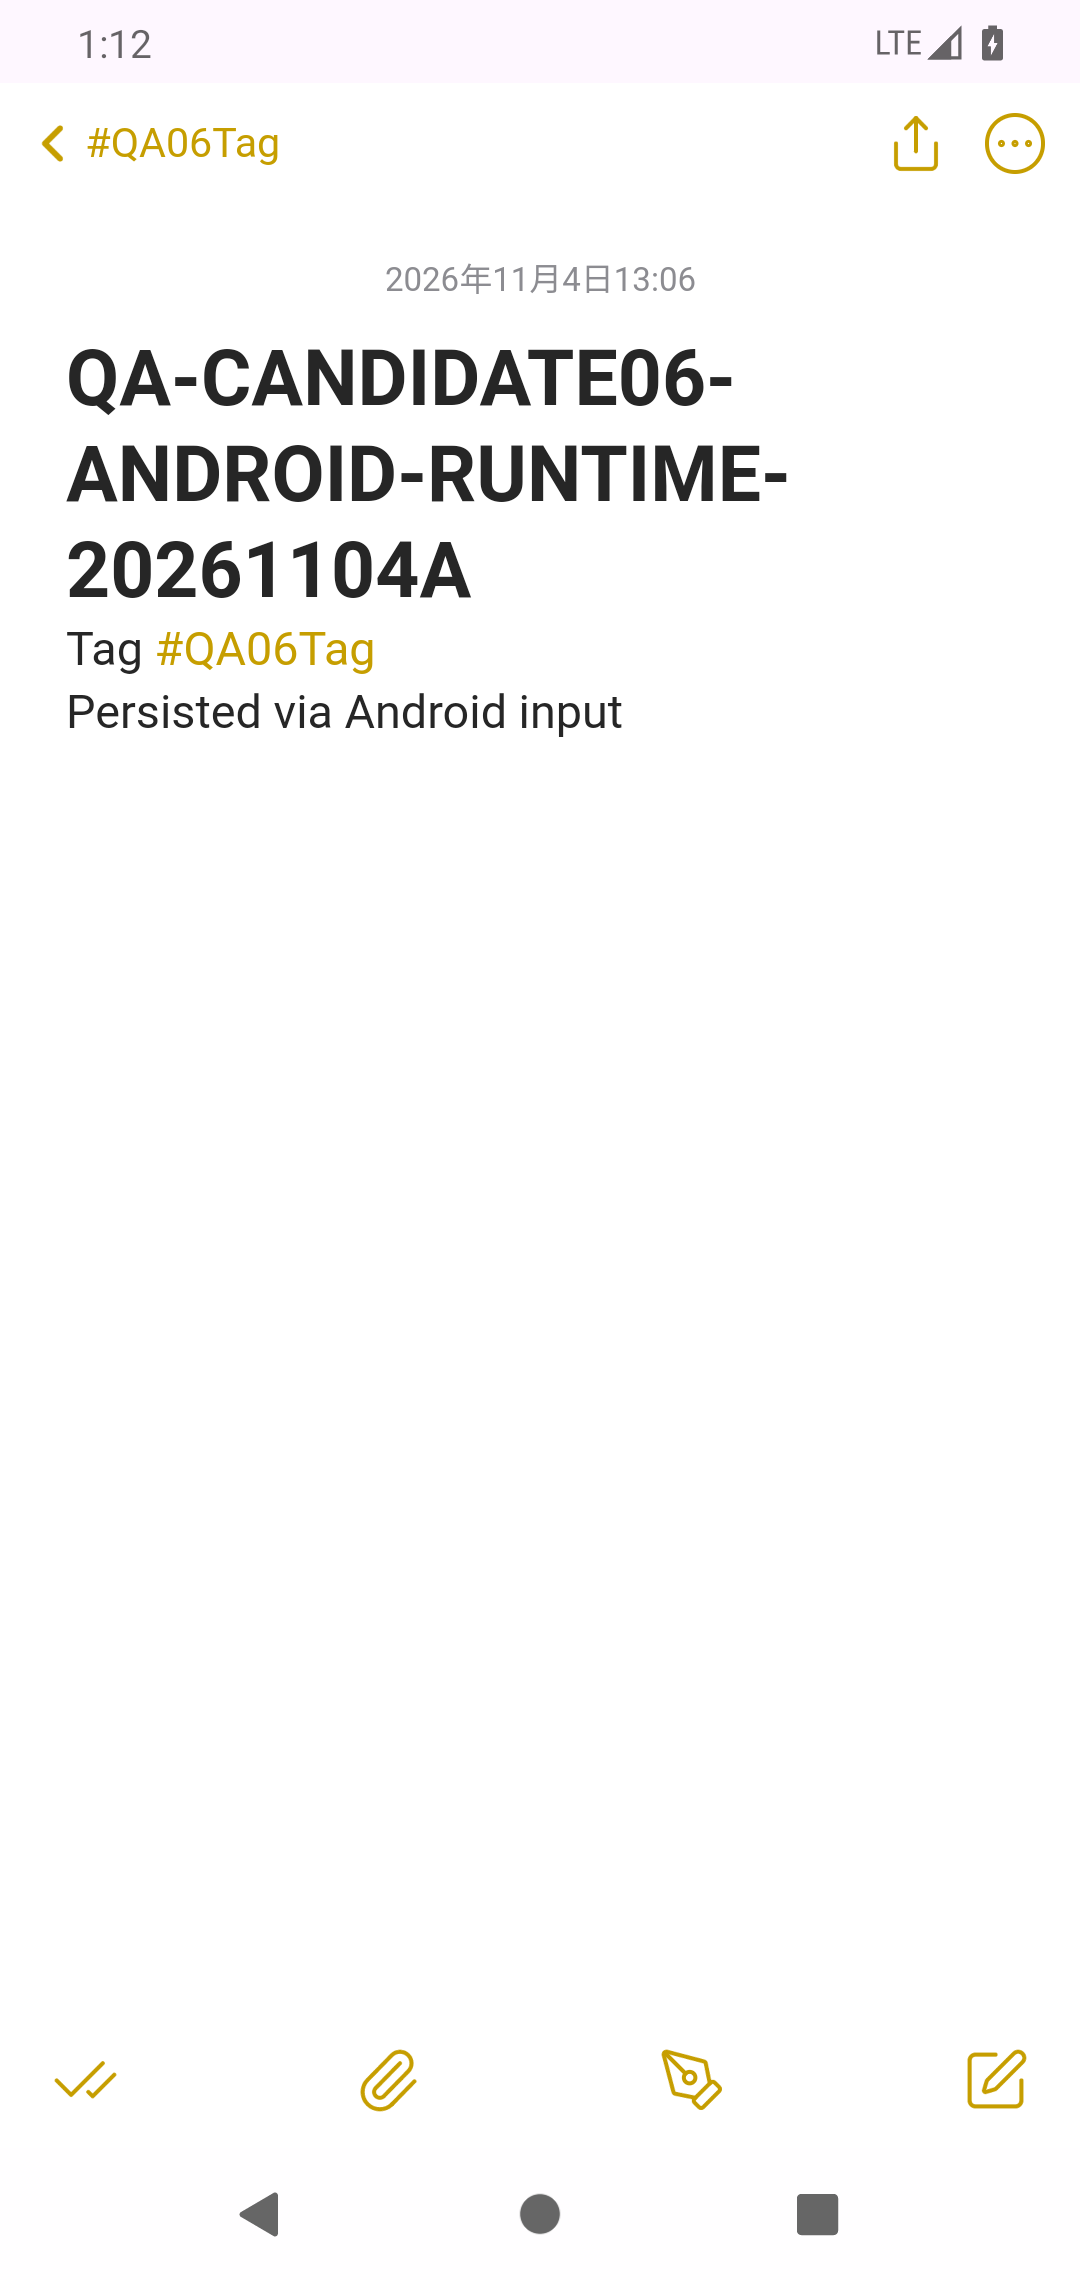 1:12
LTE
#QA06Tag
2026年11月4日13:06
QA-CANDIDATE06-
ANDROID-RUNTIME-
20261104A
Tag #QA06Tag
Persisted via Android input